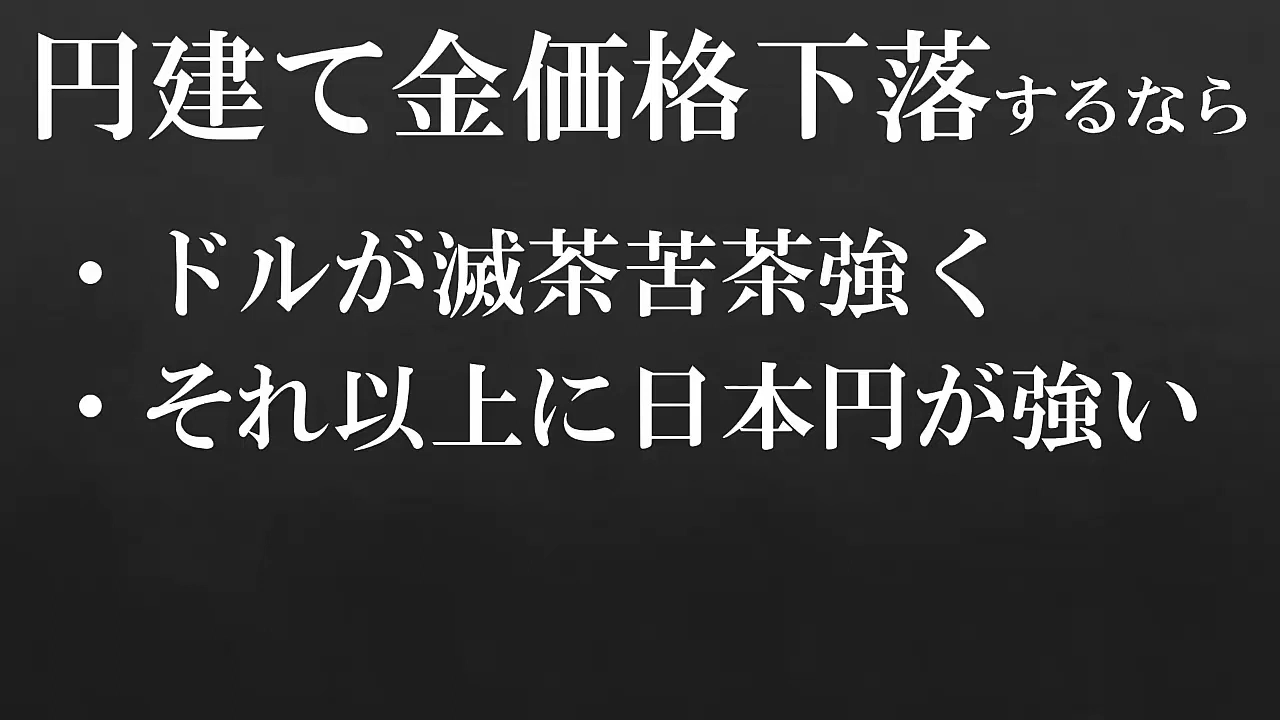 円建て金価格下落するなら
・ドルが滅茶苦茶強く
・それ以上に日本円が強い